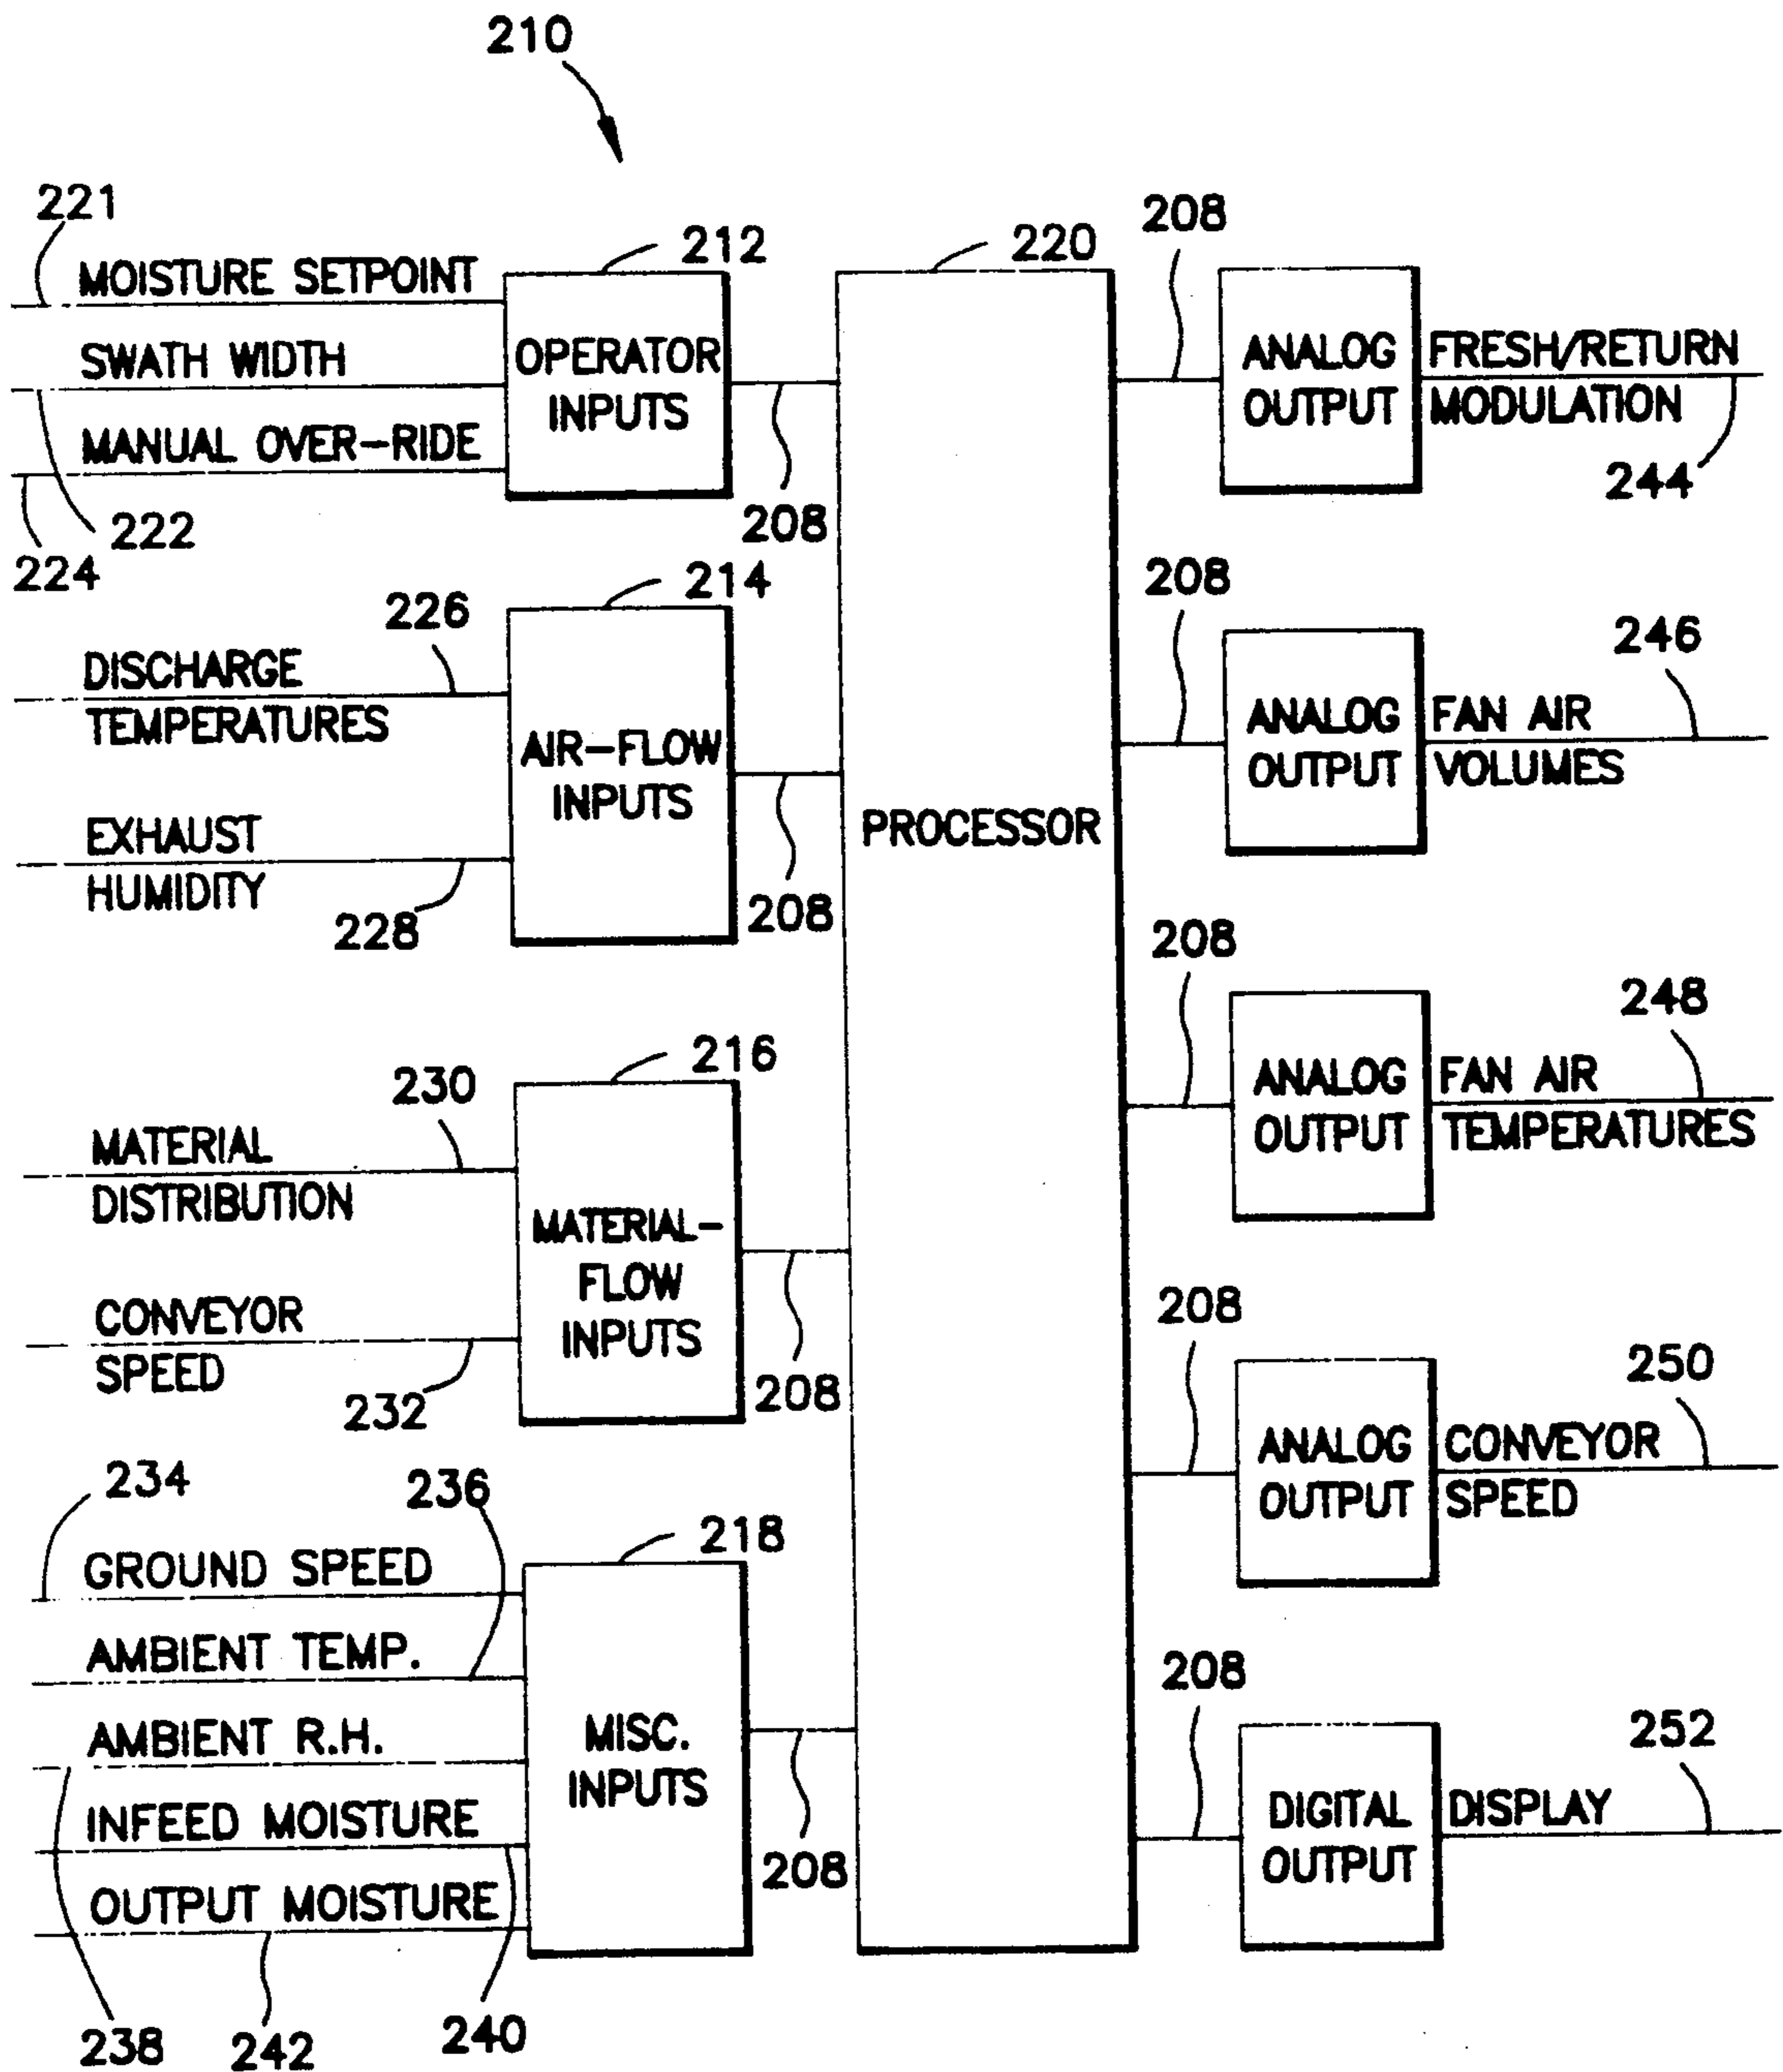 210
221
MOISTURE SETPOINT
SWATH WIDTH
MANUAL OVER-RIDE
222
224
212
OPERATOR
INPUTS
208
226
DISCHARGE
TEMPERATURES
EXHAUST
HUMIDITY
228
214
AIR-FLOW
INPUTS
208
230
MATERIAL
DISTRIBUTION
CONVEYOR
SPEED
232
216
MATERIAL-
FLOW
INPUTS
208
234
236
GROUND SPEED
AMBIENT TEMP.
AMBIENT R.H.
INFEED MOISTURE
OUTPUT MOISTURE
238
242
240
218
MISC.
INPUTS
208
220
PROCESSOR
208
ANALOG
OUTPUT
FRESH/RETURN
MODULATION
244
208
ANALOG
OUTPUT
FAN AIR
VOLUMES
246
208
ANALOG
OUTPUT
FAN AIR
TEMPERATURES
248
208
ANALOG
OUTPUT
CONVEYOR
SPEED
250
208
DIGITAL
OUTPUT
DISPLAY
252